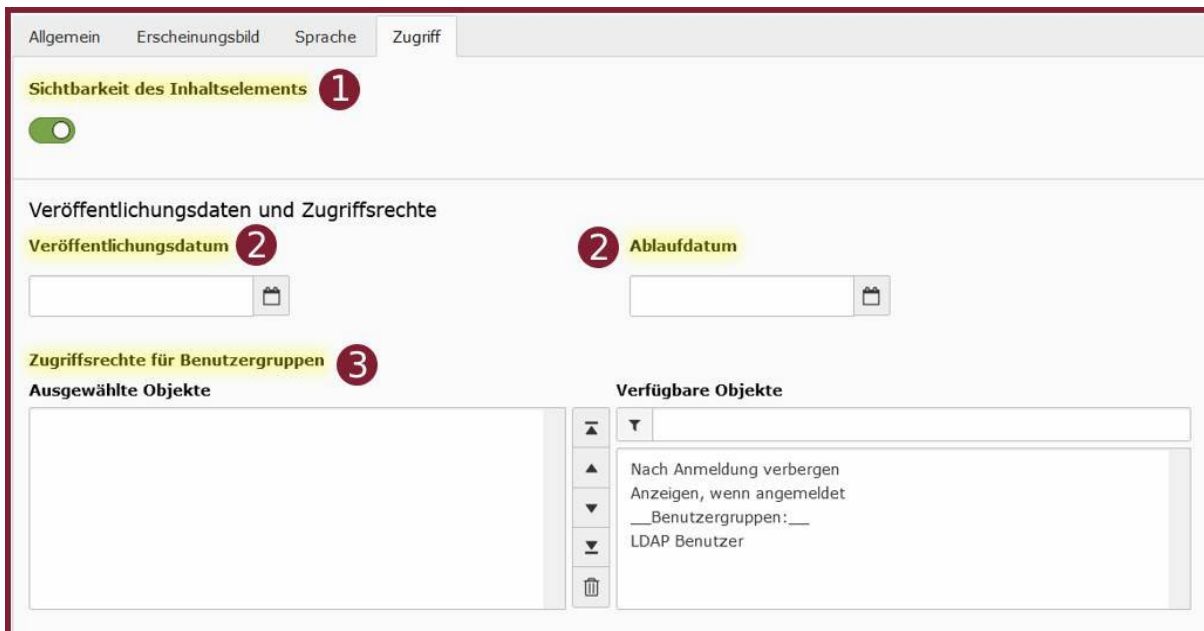 Allgemein Erscheinungsbild Sprache Zugriff
Sichtbarkeit des Inhaltselements 1
Veröffentlichungsdaten und Zugriffsrechte
Veröffentlichungsdatum 2 2 Ablaufdatum
Zugriffsrechte für Benutzergruppen 3
Ausgewählte Objekte Verfügbare Objekte
Nach Anmeldung verbergen
Anzeigen, wenn angemeldet
__Benutzergruppen:__
LDAP Benutzer